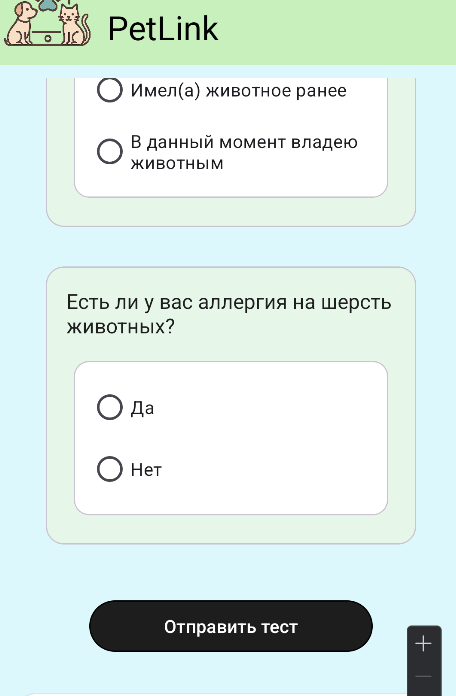 PetLink
Имел(а) животное ранее
В данный момент владею
животным
Есть ли у вас аллергия на шерсть
животных?
Да
Нет
Отправить тест